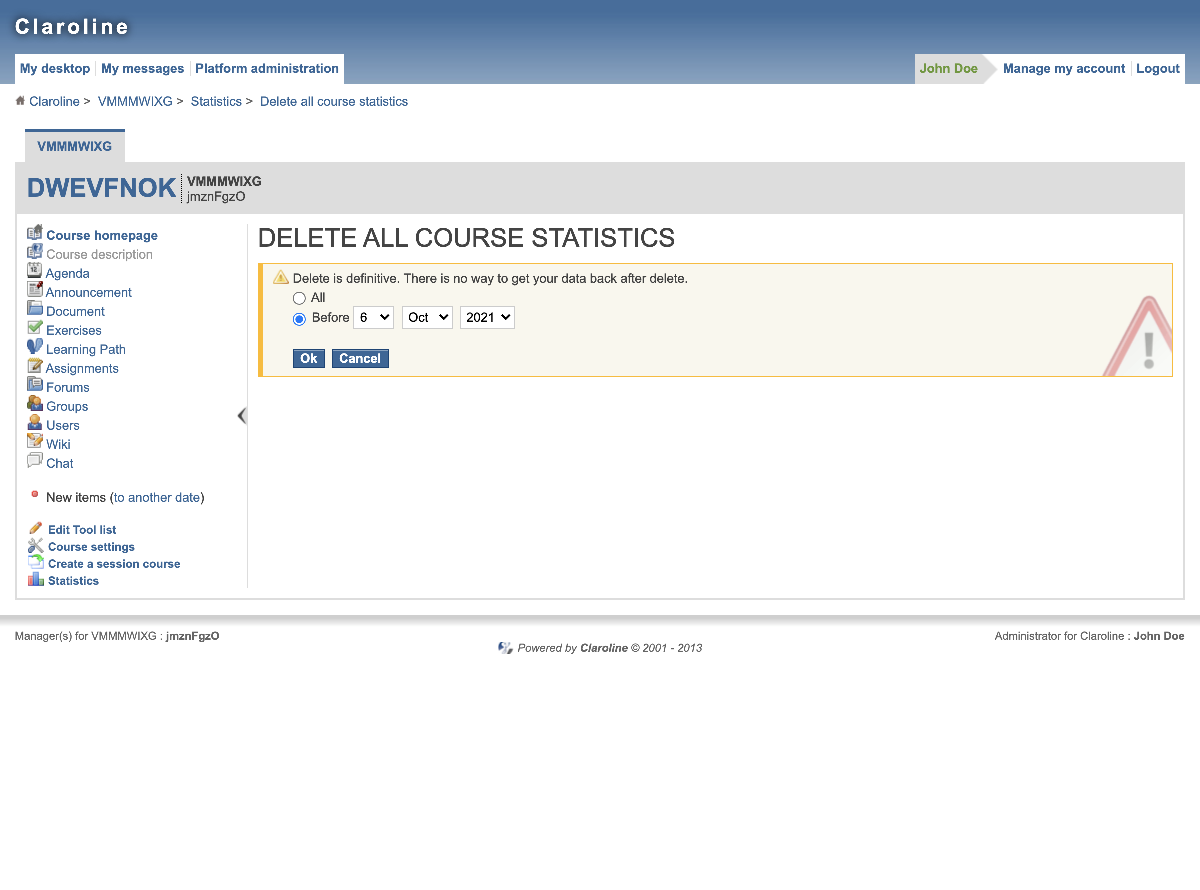 Claroline
My desktop My messages Platform administration
John Doe Manage my account Logout
Claroline > VMMMWIXG > Statistics > Delete all course statistics
VMMMWIXG
DWEVFNOK
VMMMWIXG
jmznFgzO
Course homepage
Course description
Agenda
Announcement
Document
Exercises
Learning Path
Assignments
Forums
Groups
Users
Wiki
Chat
New items (to another date)
Edit Tool list
Course settings
Create a session course
Statistics
DELETE ALL COURSE STATISTICS
Delete is definitive. There is no way to get your data back after delete.
All
Before 6 Oct 2021
Ok Cancel
Manager(s) for VMMMWIXG : jmznFgzO
Powered by Claroline © 2001 - 2013
Administrator for Claroline : John Doe